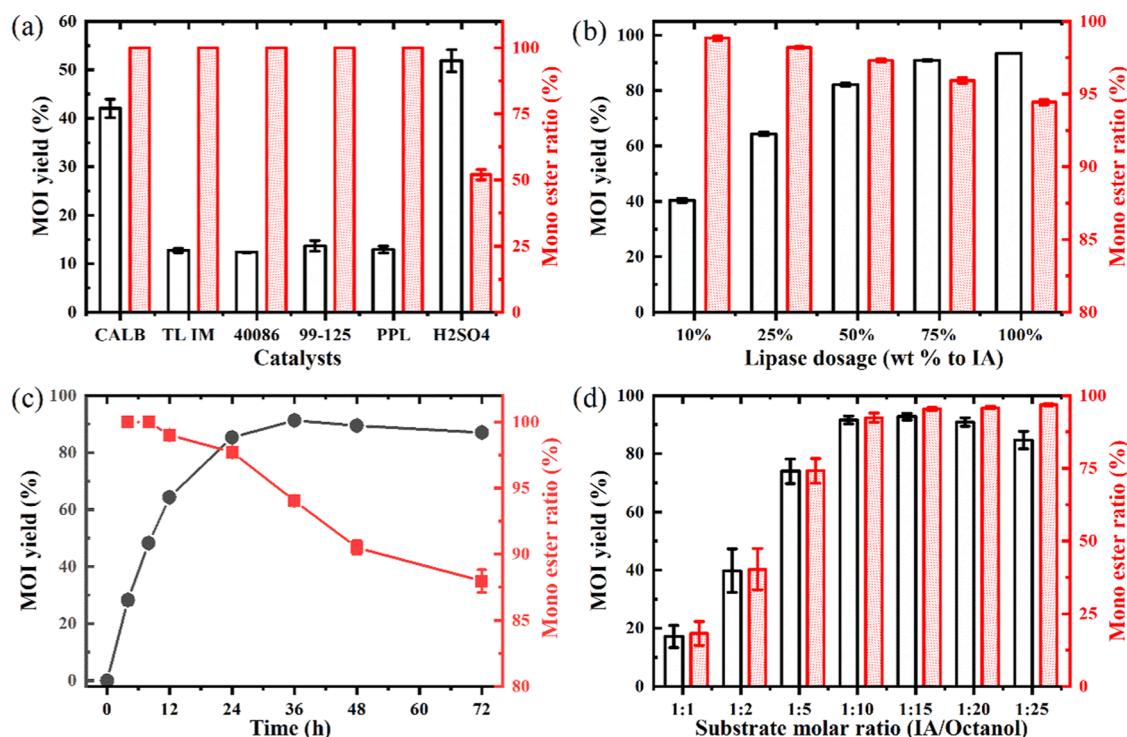 (a)
MOI yield (%)
60
50
40
30
20
10
0
CALB TL IM 40086 99-125 PPL H2SO4
Catalysts
100
75
50
25
0
Mono ester ratio (%)
(b)
MOI yield (%)
100
80
60
40
20
0
10% 25% 50% 75% 100%
Lipase dosage (wt % to IA)
100
95
90
85
80
Mono ester ratio (%)
(c)
MOI yield (%)
100
80
60
40
20
0
0 12 24 36 48 60 72
Time (h)
100
95
90
85
80
Mono ester ratio (%)
(d)
MOI yield (%)
100
80
60
40
20
0
1:1 1:2 1:5 1:10 1:15 1:20 1:25
Substrate molar ratio (IA/Octanol)
100
75
50
25
0
Mono ester ratio (%)